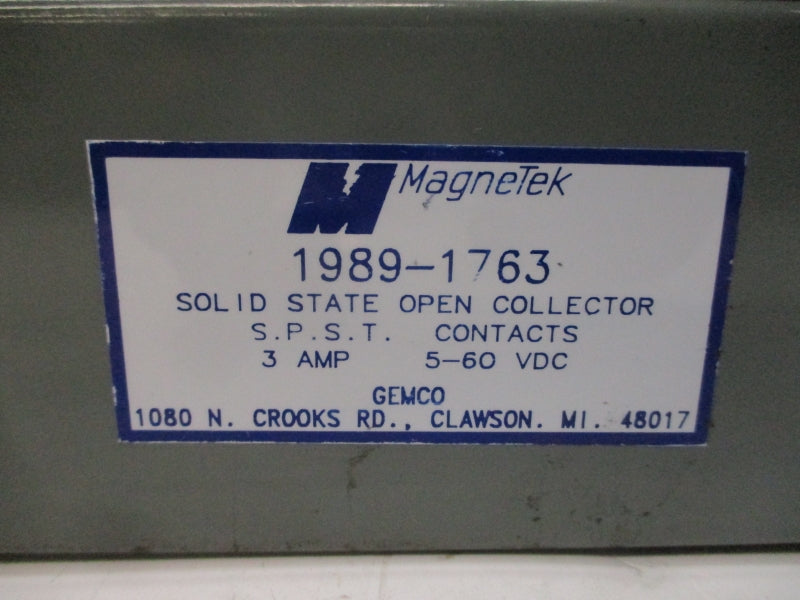 MagneTek
1989-1763
SOLID STATE OPEN COLLECTOR
S.P.S.T. CONTACTS
3 AMP 5-60 VDC
GEMCO
1080 N. CROOKS RD., CLAWSON. MI. 48017